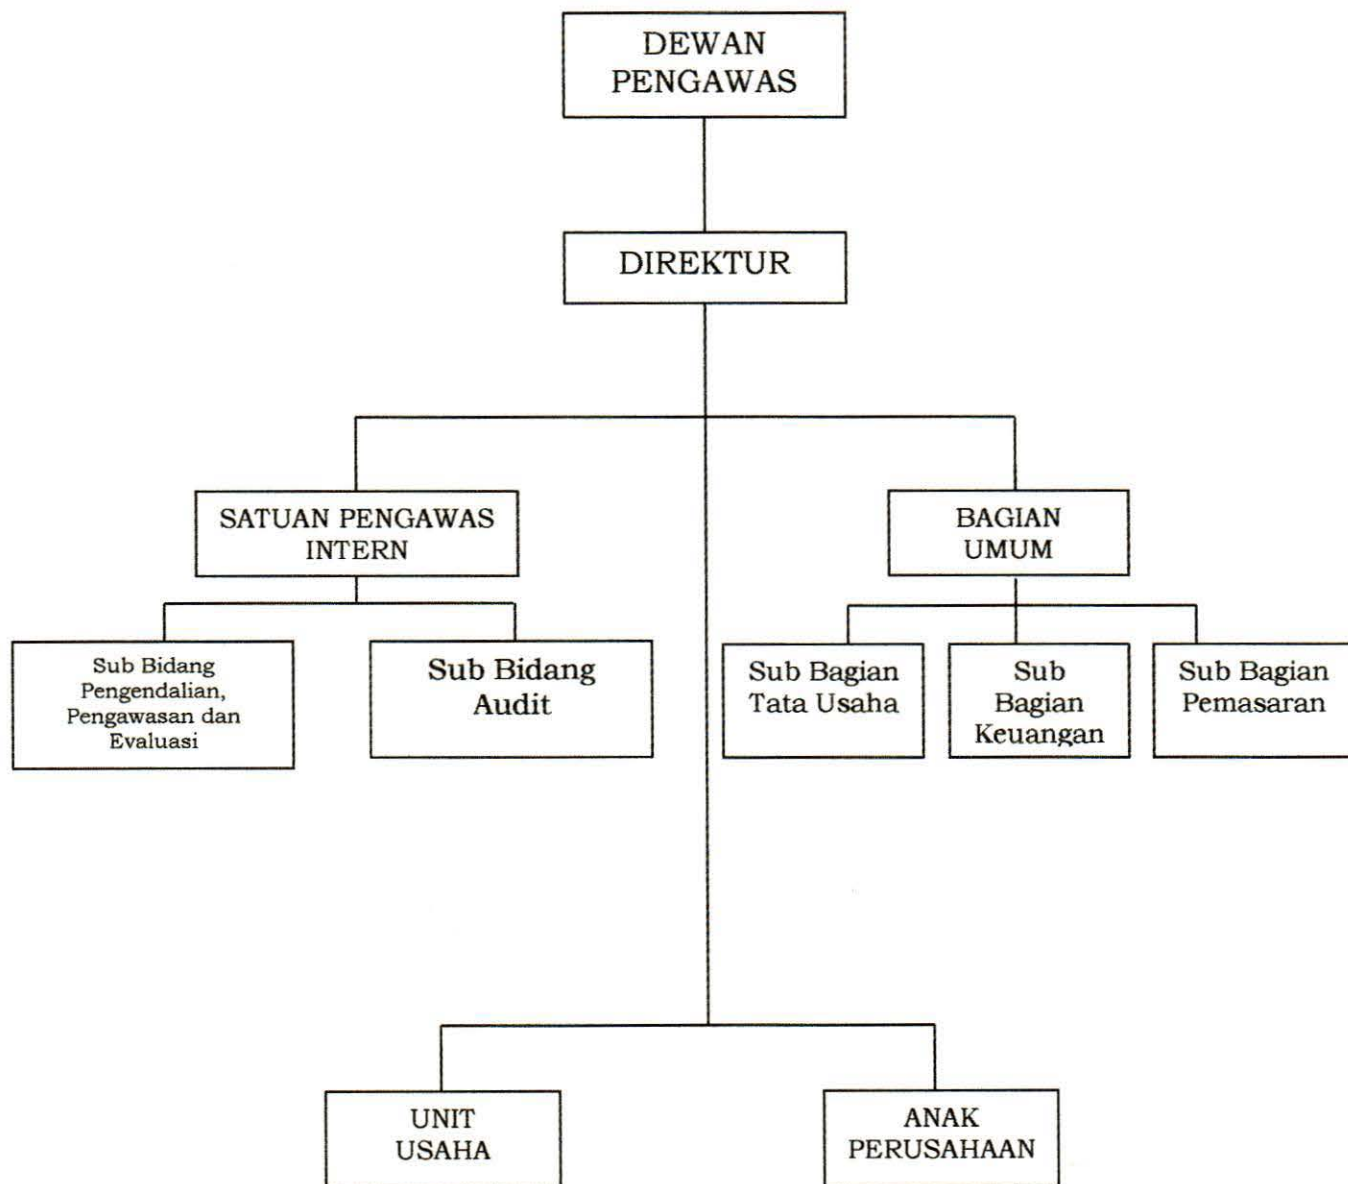 DEWAN
PENGAWAS
DIREKTUR
SATUAN PENGAWAS
INTERN
BAGIAN
UMUM
Sub Bidang
Pengendalian,
Pengawasan dan
Evaluasi
Sub Bidang
Audit
Sub Bagian
Tata Usaha
Sub
Bagian
Keuangan
Sub Bagian
Pemasaran
UNIT
USAHA
ANAK
PERUSAHAAN